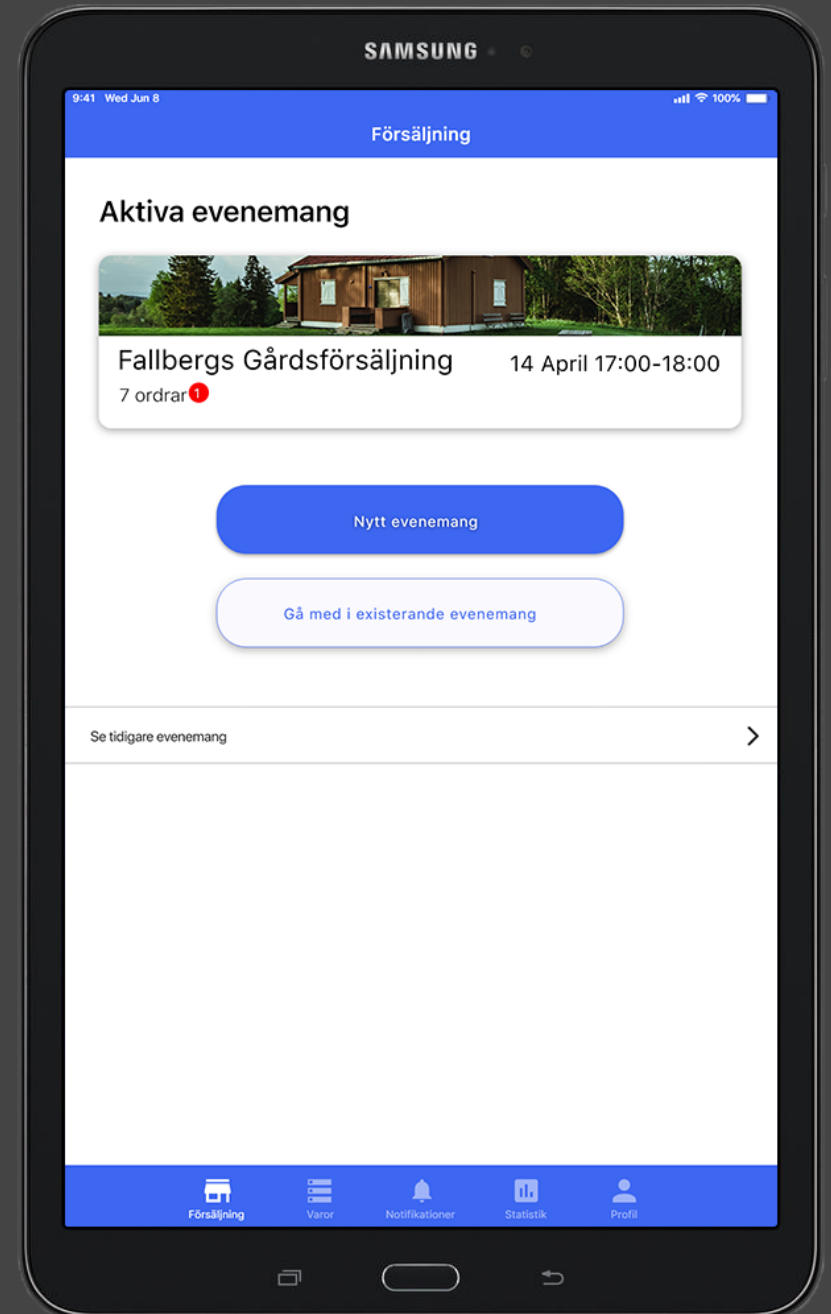 SAMSUNG
9:41 Wed Jun 8
100%
Försäljning
Aktiva evenemang
Fallbergs Gårdsförsäljning
14 April 17:00-18:00
7 ordrar 1
Nytt evenemang
Gå med i existerande evenemang
Se tidigare evenemang
Försäljning
Varor
Notifikationer
Statistik
Profil